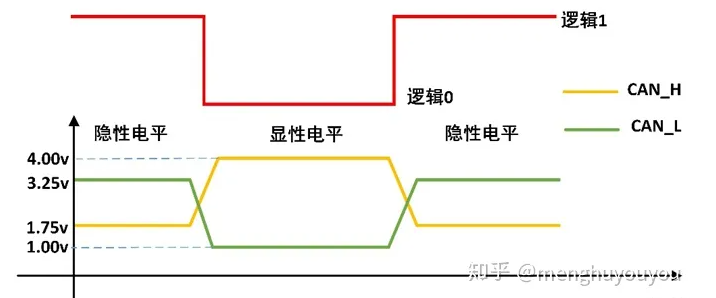 逻辑1
逻辑0
CAN_H
CAN_L
隐性电平 显性电平 隐性电平
4.00v
3.25v
1.75v
1.00v
知乎 @menghuyouyou